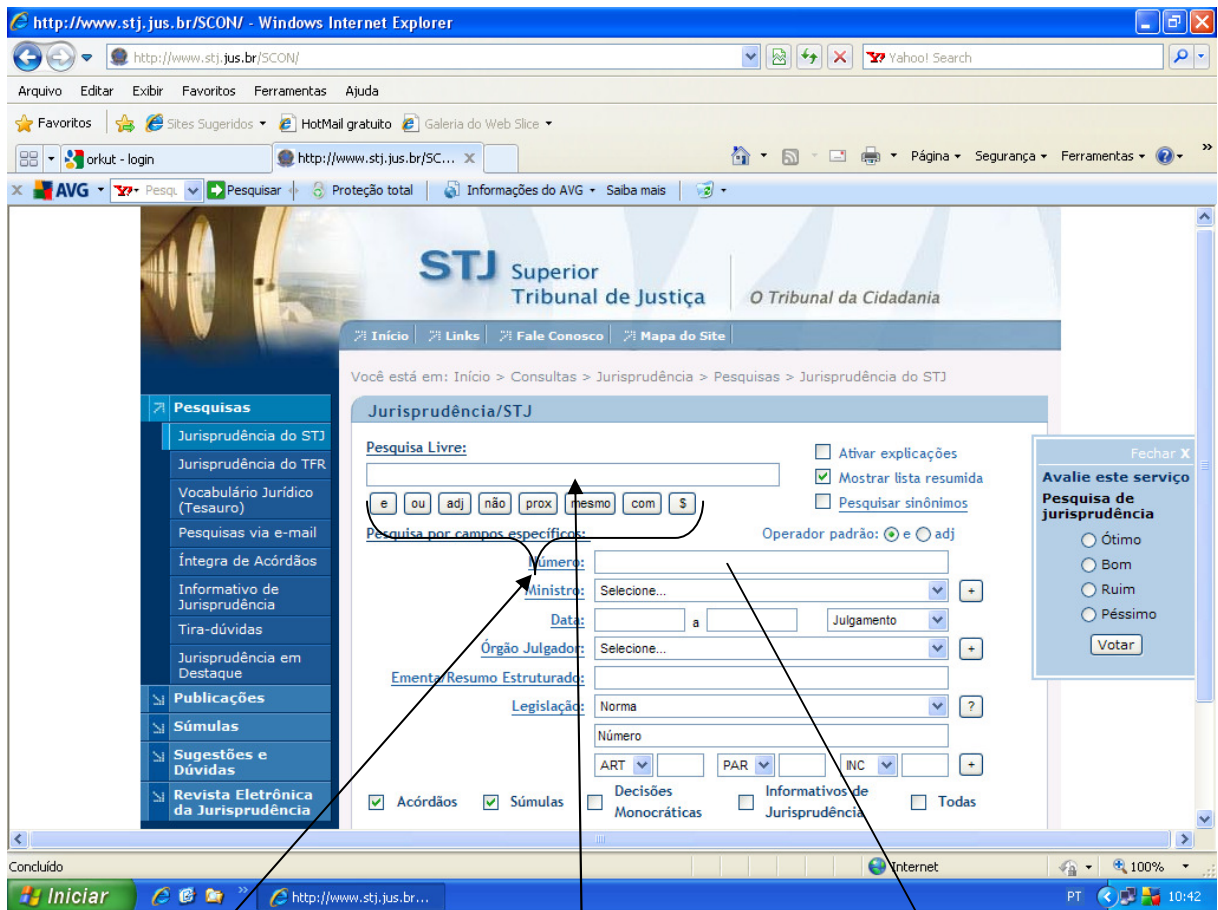 http://www.stj.jus.br/SCON/ - Windows Internet Explorer
http://www.stj.jus.br/SCON/
Yahoo! Search
Arquivo Editar Exibir Favoritos Ferramentas Ajuda
Favoritos Sites Sugeridos HotMail gratuito Galeria do Web Slice
orkut - login http://www.stj.jus.br/SC... X Página Segurança Ferramentas »
x AVG Pesq. Pesquisar Proteção total Informações do AVG Saiba mais
STJ Superior
Tribunal de Justiça O Tribunal da Cidadania
Início Links Fale Conosco Mapa do Site
Você está em: Início > Consultas > Jurisprudência > Pesquisas > Jurisprudência do STJ
Pesquisas
Jurisprudência do STJ
Jurisprudência do TFR
Vocabulário Jurídico
(Tesauro)
Pesquisas via e-mail
Íntegra de Acórdãos
Informativo de
Jurisprudência
Tira-dúvidas
Jurisprudência em
Destaque
Publicações
Súmulas
Sugestões e
Dúvidas
Revista Eletrônica
da Jurisprudência
Jurisprudência/STJ
Pesquisa Livre:
Ativar explicações
Mostrar lista resumida
Pesquisar sinônimos
e ou adj não prox mesmo com $
Pesquisa por campos específicos: Operador padrão: e adj
Número:
Ministro: Selecione... +
Data: a Julgamento
Órgão Julgador: Selecione... +
Ementa/Resumo Estruturado:
Legislação: Norma ?
Número
ART PAR INC +
Acórdãos Súmulas Decisões Monocráticas Informativos de Jurisprudência Todas
Fechar X
Avalie este serviço
Pesquisa de
jurisprudência
Ótimo
Bom
Ruim
Péssimo
Votar
Concluído Internet 100%
Iniciar » http://www.stj.jus.br... PT 10:42